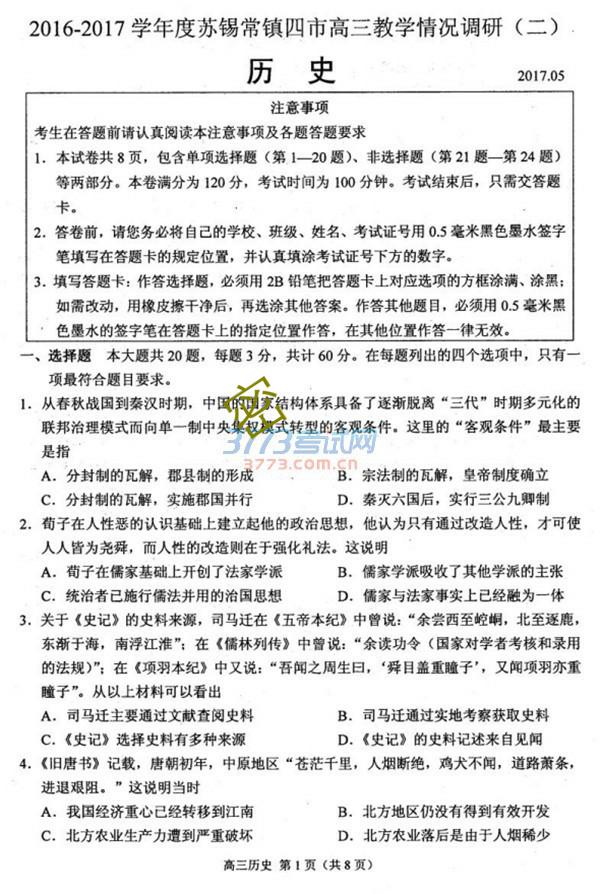 2016-2017 学年度苏锡常镇四市高三教学情况调研（二）
历 史
2017.05
注意事项
考生在答题前请认真阅读本注意事项及各题答题要求
1．本试卷共 8 页，包含单项选择题（第 1—20 题）、非选择题（第 21 题—第 24 题）
等两部分。本卷满分为 120 分，考试时间为 100 分钟。考试结束后，只需交答题
卡。
2．答卷前，请您务必将自己的学校、班级、姓名、考试证号用 0.5 毫米黑色墨水签字
笔填写在答题卡的规定位置，并认真填涂考试证号下方的数字。
3．填写答题卡：作答选择题，必须用 2B 铅笔把答题卡上对应选项的方框涂满、涂黑；
如需改动，用橡皮擦干净后，再选涂其他答案。作答其他题目，必须用 0.5 毫米黑
色墨水的签字笔在答题卡上的指定位置作答，在其他位置作答一律无效。
一、选择题 本大题共 20 题，每题 3 分，共计 60 分。在每题列出的四个选项中，只有一
项最符合题目要求。
1．从春秋战国到秦汉时期，中国的国家结构体系具备了逐渐脱离“三代”时期多元化的
联邦治理模式而向单一制中央集权模式转型的客观条件。这里的“客观条件”最主要
是指
A．分封制的瓦解，郡县制的形成 B．宗法制的瓦解，皇帝制度确立
C．分封制的瓦解，实施郡国并行 D．秦灭六国后，实行三公九卿制
3773考试网
3773.com.cn
2．荀子在人性恶的认识基础上建立起他的政治思想，他认为只有通过改造人性，才可使
人人皆为尧舜，而人性的改造则在于强化礼法。这说明
A．荀子在儒家基础上开创了法家学派 B．儒家学派吸收了其他学派的主张
C．统治者已施行儒法并用的治国思想 D．儒家与法家事实上已经融为一体
3．关于《史记》的史料来源，司马迁在《五帝本纪》中曾说：“余尝西至崆峒，北至逐鹿，
东渐于海，南浮江淮”；在《儒林列传》中曾说：“余读功令（国家对学者考核和录用
的法规）”；在《项羽本纪》中又说：“吾闻之周生曰，‘舜目盖重瞳子’，又闻项羽亦重
瞳子”。从以上材料可以看出
A．司马迁主要通过文献查阅史料 B．司马迁通过实地考察获取史料
C．《史记》选择史料有多种来源 D．《史记》的史料记述来自见闻
4．《旧唐书》记载，唐朝初年，中原地区“苍茫千里，人烟断绝，鸡犬不闻，道路萧条，
进退艰阻。”这说明当时
A．我国经济重心已经转移到江南 B．北方地区仍没有得到有效开发
C．北方农业生产力遭到严重破坏 D．北方农业落后是由于人烟稀少
高三历史 第 1 页（共 8 页）